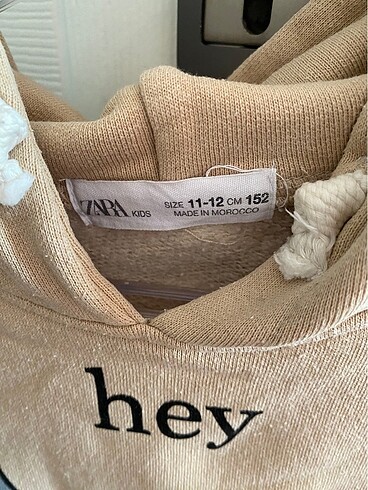 ZARA KIDS SIZE 11-12 CM 152
MADE IN MOROCCO
hey